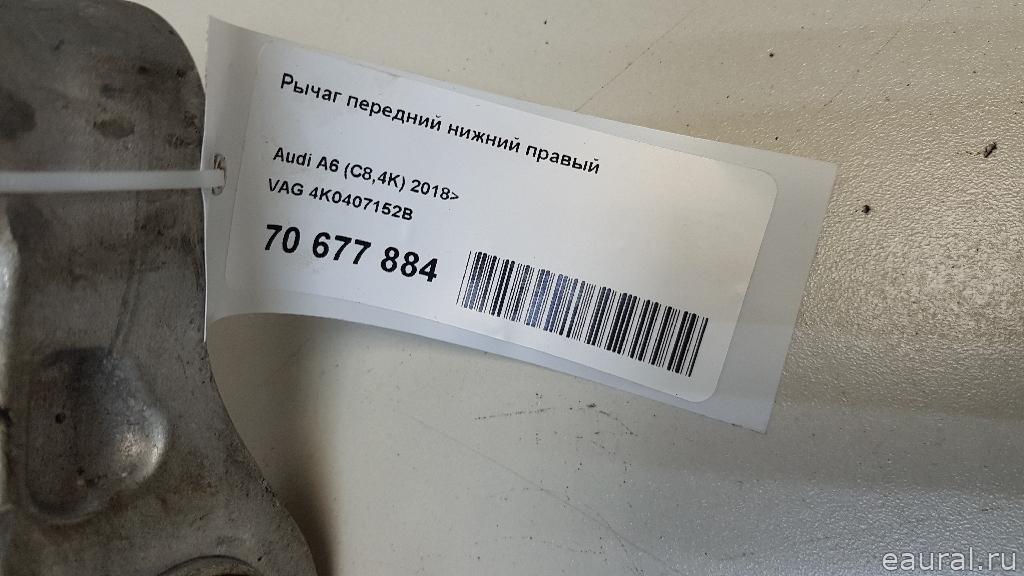 Рычаг передний нижний правый
Audi A6 (C8,4K) 2018>
VAG 4K0407152B
70 677 884
eaural.ru